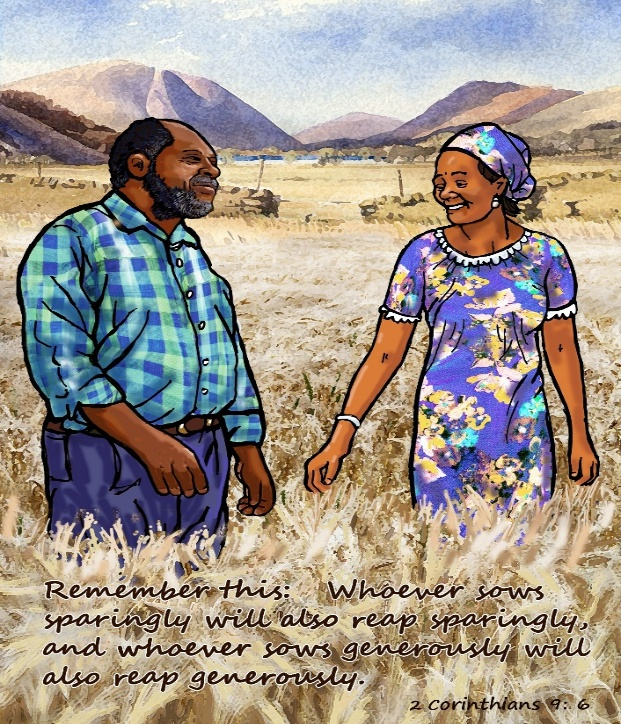 Remember this: Whoever sows
sparingly will also reap sparingly,
and whoever sows generously will
also reap generously.
2 Corinthians 9: 6